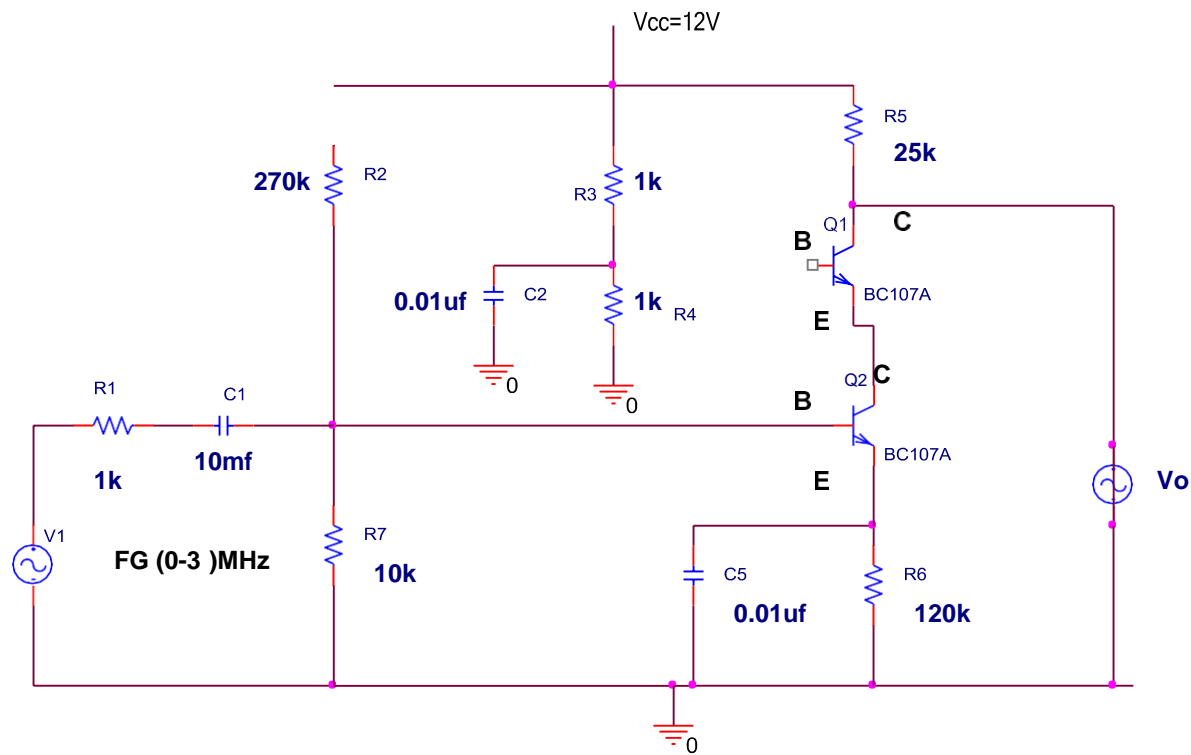 Vcc=12V
R5
25k
270k
R2
R3
1k
Q1
C
B
BC107A
0.01uf
C2
1k
R4
E
0
0
R1
C1
Q2
C
B
1k
10mf
BC107A
E
Vo
V1
FG (0-3 )MHz
R7
10k
C5
0.01uf
R6
120k
0